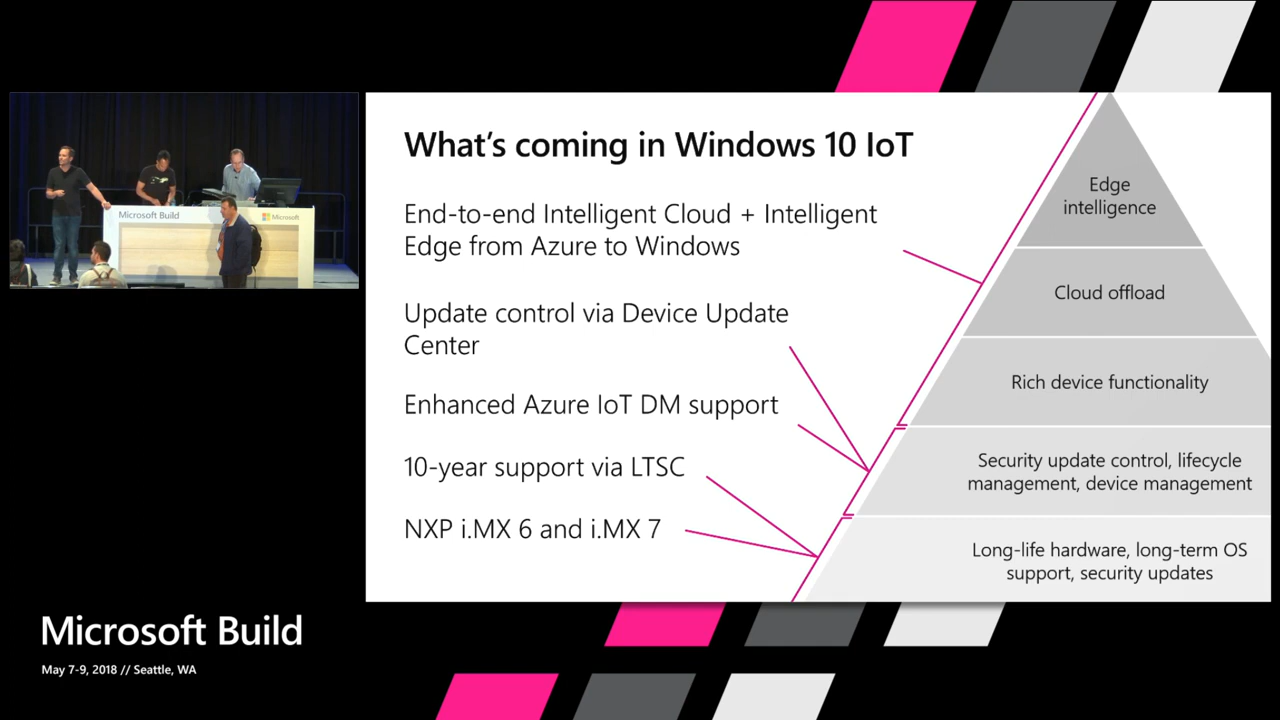 What's coming in Windows 10 IoT
End-to-end Intelligent Cloud + Intelligent
Edge from Azure to Windows
Update control via Device Update
Center
Enhanced Azure IoT DM support
10-year support via LTSC
NXP i.MX 6 and i.MX 7
Edge
intelligence
Cloud offload
Rich device functionality
Security update control, lifecycle
management, device management
Long-life hardware, long-term OS
support, security updates
Microsoft Build
Microsoft
Microsoft Build
May 7-9, 2018 // Seattle, WA